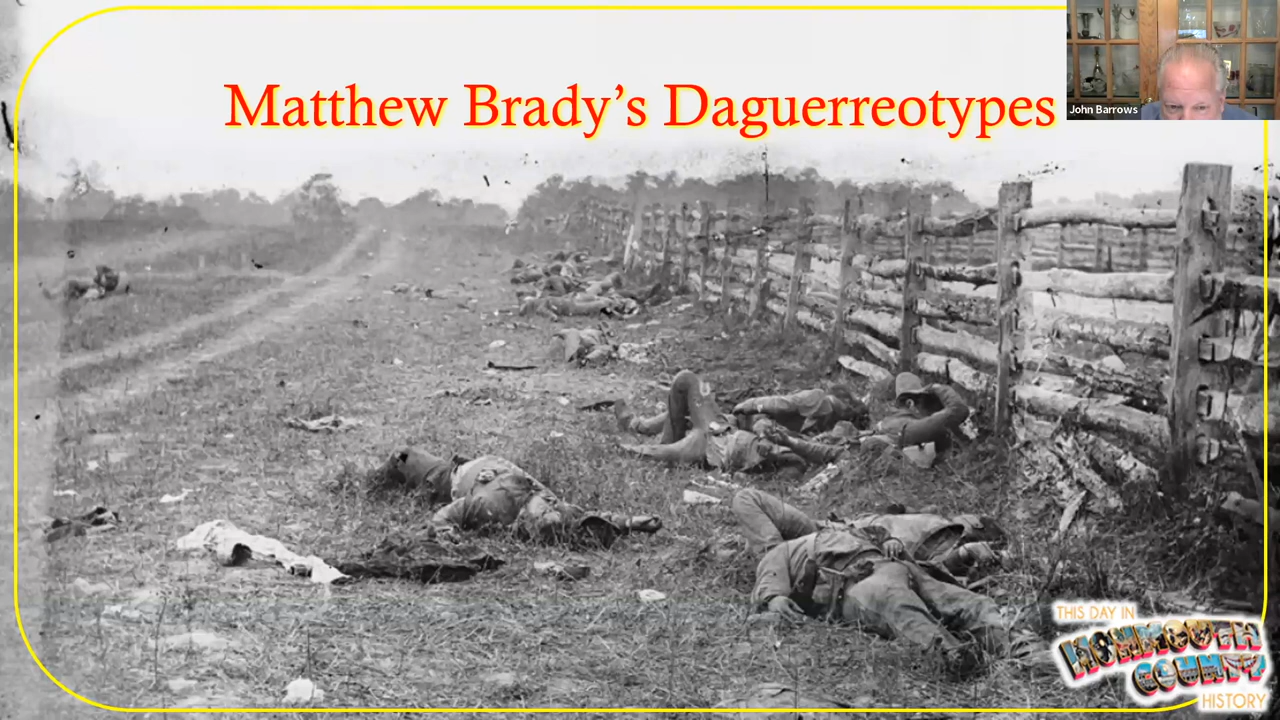 Matthew Brady's Daguerreotypes
John Barrows
THIS DAY IN
MONMOUTH
COUNTY
HISTORY